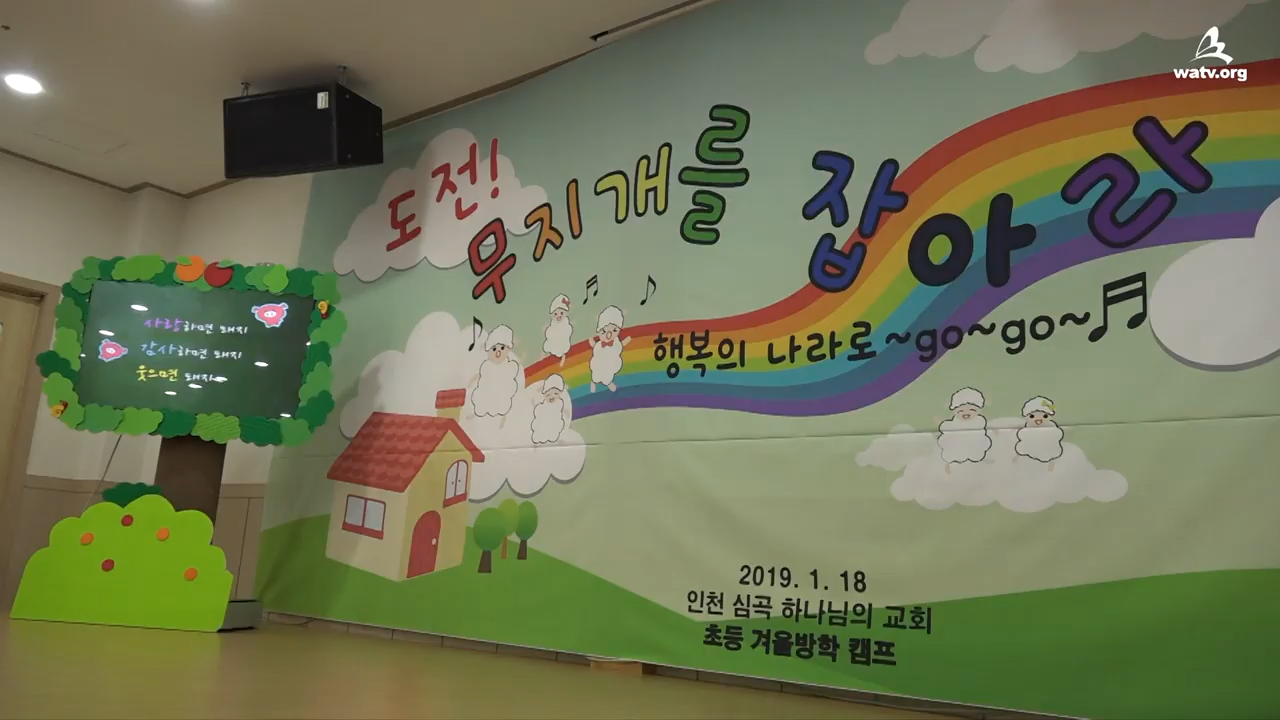 watv.org
도전!
무지개를 잡아라
행복의 나라로~go~go~
사랑하면 돼지
감사하면 돼지
웃으면 돼지~
2019. 1. 18
인천 심곡 하나님의 교회
초등 겨울방학 캠프